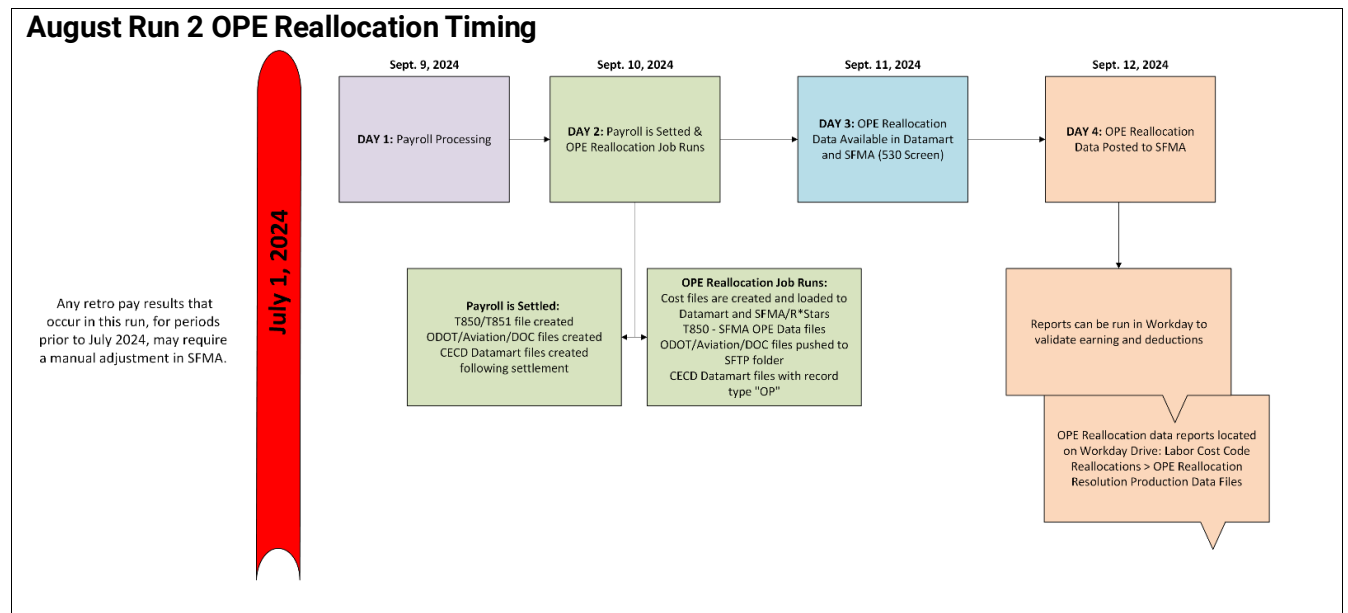 August Run 2 OPE Reallocation Timing
Sept. 9, 2024
Sept. 10, 2024
Sept. 11, 2024
Sept. 12, 2024
DAY 1: Payroll Processing
DAY 2: Payroll is Setted &
OPE Reallocation Job Runs
DAY 3: OPE Reallocation
Data Available in Datamart
and SFMA (530 Screen)
DAY 4: OPE Reallocation
Data Posted to SFMA
July 1, 2024
Any retro pay results that
occur in this run, for periods
prior to July 2024, may require
a manual adjustment in SFMA.
Payroll is Settled:
T850/T851 file created
ODOT/Aviation/DOC files created
CECD Datamart files created
following settlement
OPE Reallocation Job Runs:
Cost files are created and loaded to
Datamart and SFMA/R*Stars
T850 - SFMA OPE Data files
ODOT/Aviation/DOC files pushed to
SFTP folder
CECD Datamart files with record
type "OP"
Reports can be run in Workday to
validate earning and deductions
OPE Reallocation data reports located
on Workday Drive: Labor Cost Code
Reallocations > OPE Reallocation
Resolution Production Data Files